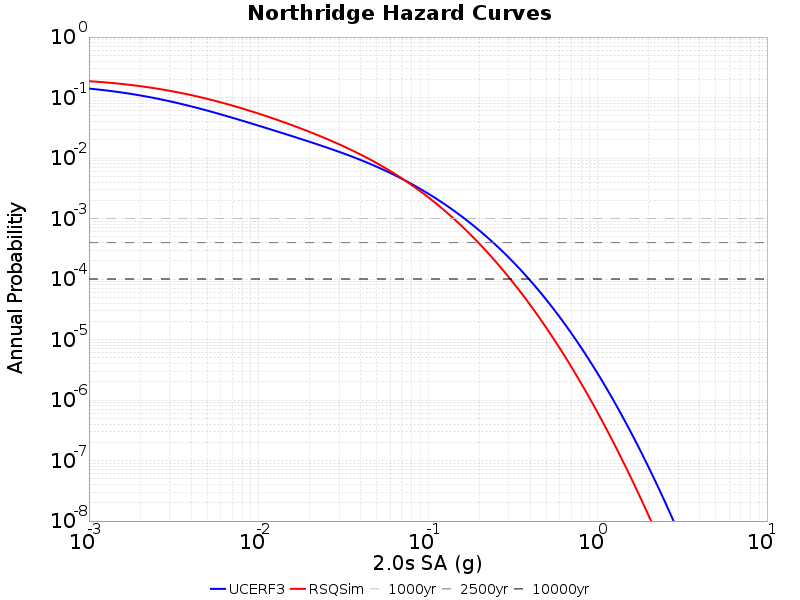 Northridge Hazard Curves
10^0
10^-1
10^-2
10^-3
10^-4
10^-5
10^-6
10^-7
10^-8
Annual Probabilitiy
10^-3 10^-2 10^-1 10^0 10^1
2.0s SA (g)
UCERF3 RSQSim 1000yr 2500yr 10000yr